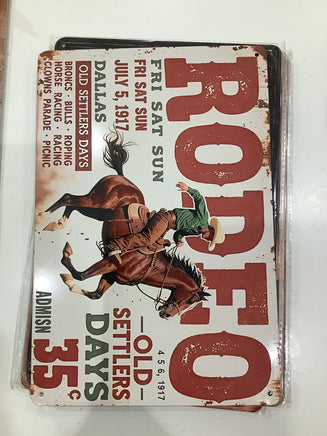 RODEO
FRI SAT SUN
FRI SAT SUN
JULY 5, 1917
DALLAS
OLD SETTLERS DAYS
BRONCS · BULLS · ROPING
HORSE RACING · RACING
CLOWNS PARADE · PICNIC
4 5 6, 1917
—OLD—
SETTLERS
DAYS
ADMISN
35c